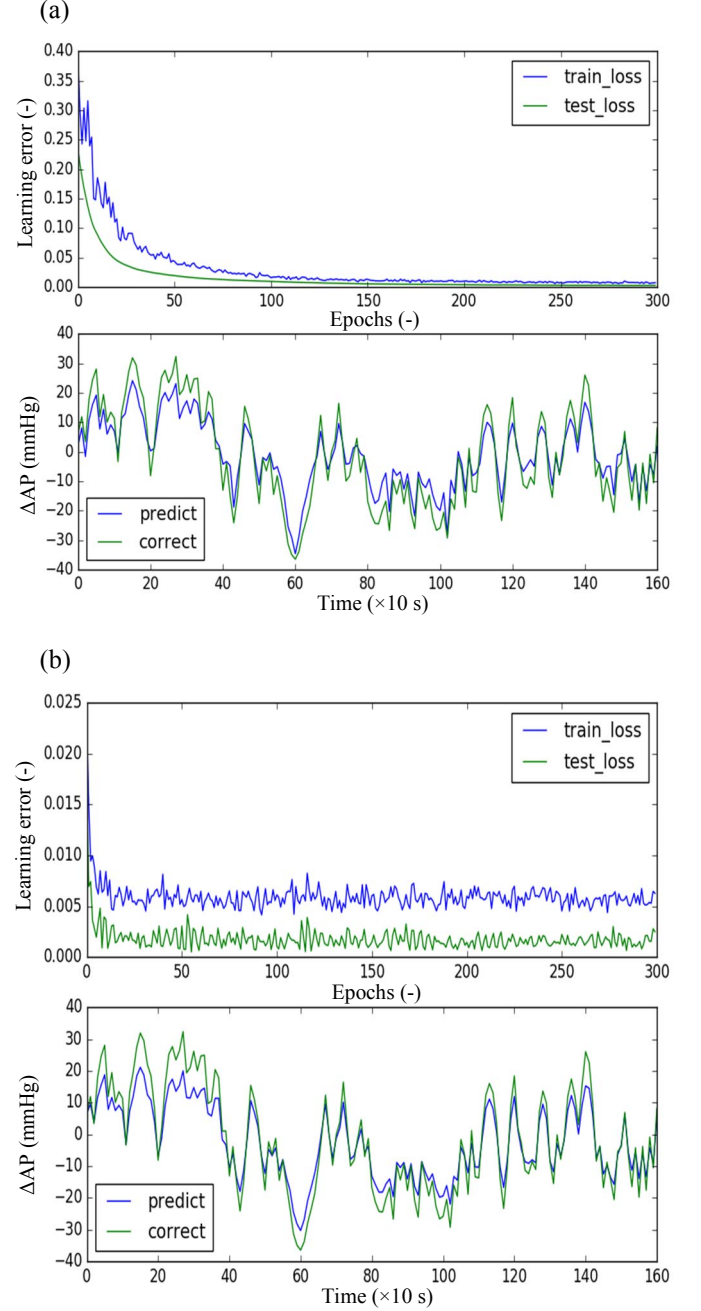 (a)
0.40
0.35
0.30
0.25
0.20
0.15
0.10
0.05
0.00
Learning error (-)
train_loss
test_loss
0 50 100 150 200 250 300
Epochs (-)
40
30
20
10
0
−10
−20
−30
−40
ΔAP (mmHg)
predict
correct
0 20 40 60 80 100 120 140 160
Time (×10 s)
(b)
0.025
0.020
0.015
0.010
0.005
0.000
Learning error (-)
train_loss
test_loss
0 50 100 150 200 250 300
Epochs (-)
40
30
20
10
0
−10
−20
−30
−40
ΔAP (mmHg)
predict
correct
0 20 40 60 80 100 120 140 160
Time (×10 s)